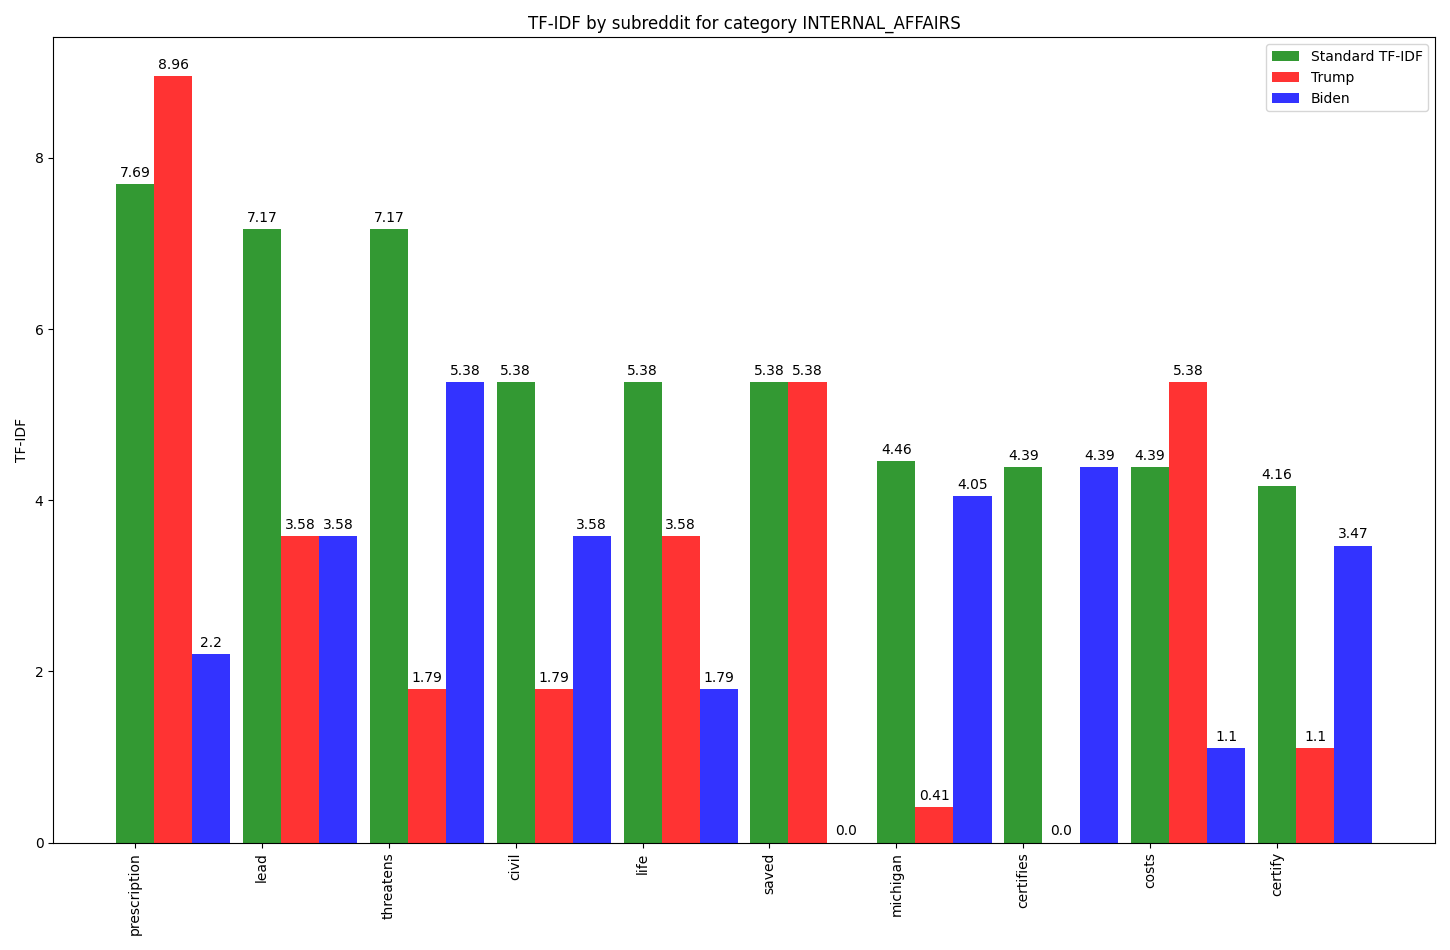 TF-IDF by subreddit for category INTERNAL_AFFAIRS
Standard TF-IDF
Trump
Biden
TF-IDF
8
6
4
2
0
7.69
8.96
2.2
7.17
3.58
3.58
7.17
1.79
5.38
5.38
1.79
3.58
5.38
3.58
1.79
5.38
5.38
0.0
4.46
0.41
4.05
4.39
0.0
4.39
4.39
5.38
1.1
4.16
1.1
3.47
prescription
lead
threatens
civil
life
saved
michigan
certifies
costs
certify